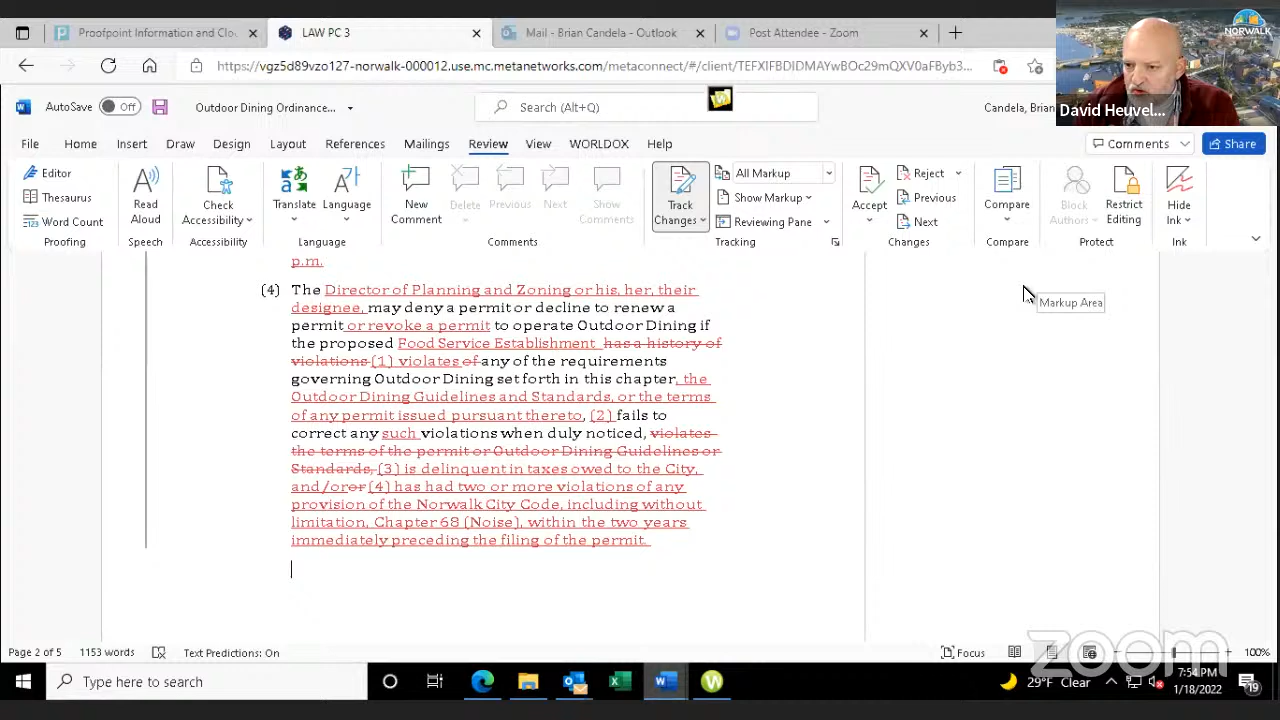 Proofpoint Information and Clo
LAW PC 3
Mail - Brian Candela - Outlook
Post Attendee - Zoom
NORWALK
https://vgz5d89vzo127-norwalk-000012.use.mc.metanetworks.com/metaconnect/#/client/
David Heuvel...
AutoSave Off
Outdoor Dining Ordinance...
Search (Alt+Q)
Candela, Bria
File Home Insert Draw Design Layout References Mailings Review View WORLDOX Help
Comments Share
Editor
Thesaurus
Word Count
Proofing
Read Aloud
Speech
Check Accessibility
Accessibility
Translate
Language
Language
New Comment
Delete
Previous
Next
Show Comments
Comments
Track Changes
All Markup
Show Markup
Reviewing Pane
Tracking
Accept
Reject
Previous
Next
Changes
Compare
Compare
Block Authors
Restrict Editing
Protect
Hide Ink
Ink
p.m.
(4) The Director of Planning and Zoning or his, her, their
designee, may deny a permit or decline to renew a
permit or revoke a permit to operate Outdoor Dining if
the proposed Food Service Establishment has a history of
violations (1) violates of any of the requirements
governing Outdoor Dining set forth in this chapter, the
Outdoor Dining Guidelines and Standards, or the terms
of any permit issued pursuant thereto, (2) fails to
correct any such violations when duly noticed, violates
the terms of the permit or Outdoor Dining Guidelines or
Standards, (3) is delinquent in taxes owed to the City,
and/oror (4) has had two or more violations of any
provision of the Norwalk City Code, including without
limitation, Chapter 68 (Noise), within the two years
immediately preceding the filing of the permit.
Markup Area
Page 2 of 5 1153 words Text Predictions: On
Focus
100%
zoom
Type here to search
29°F Clear
7:54 PM
1/18/2022
19